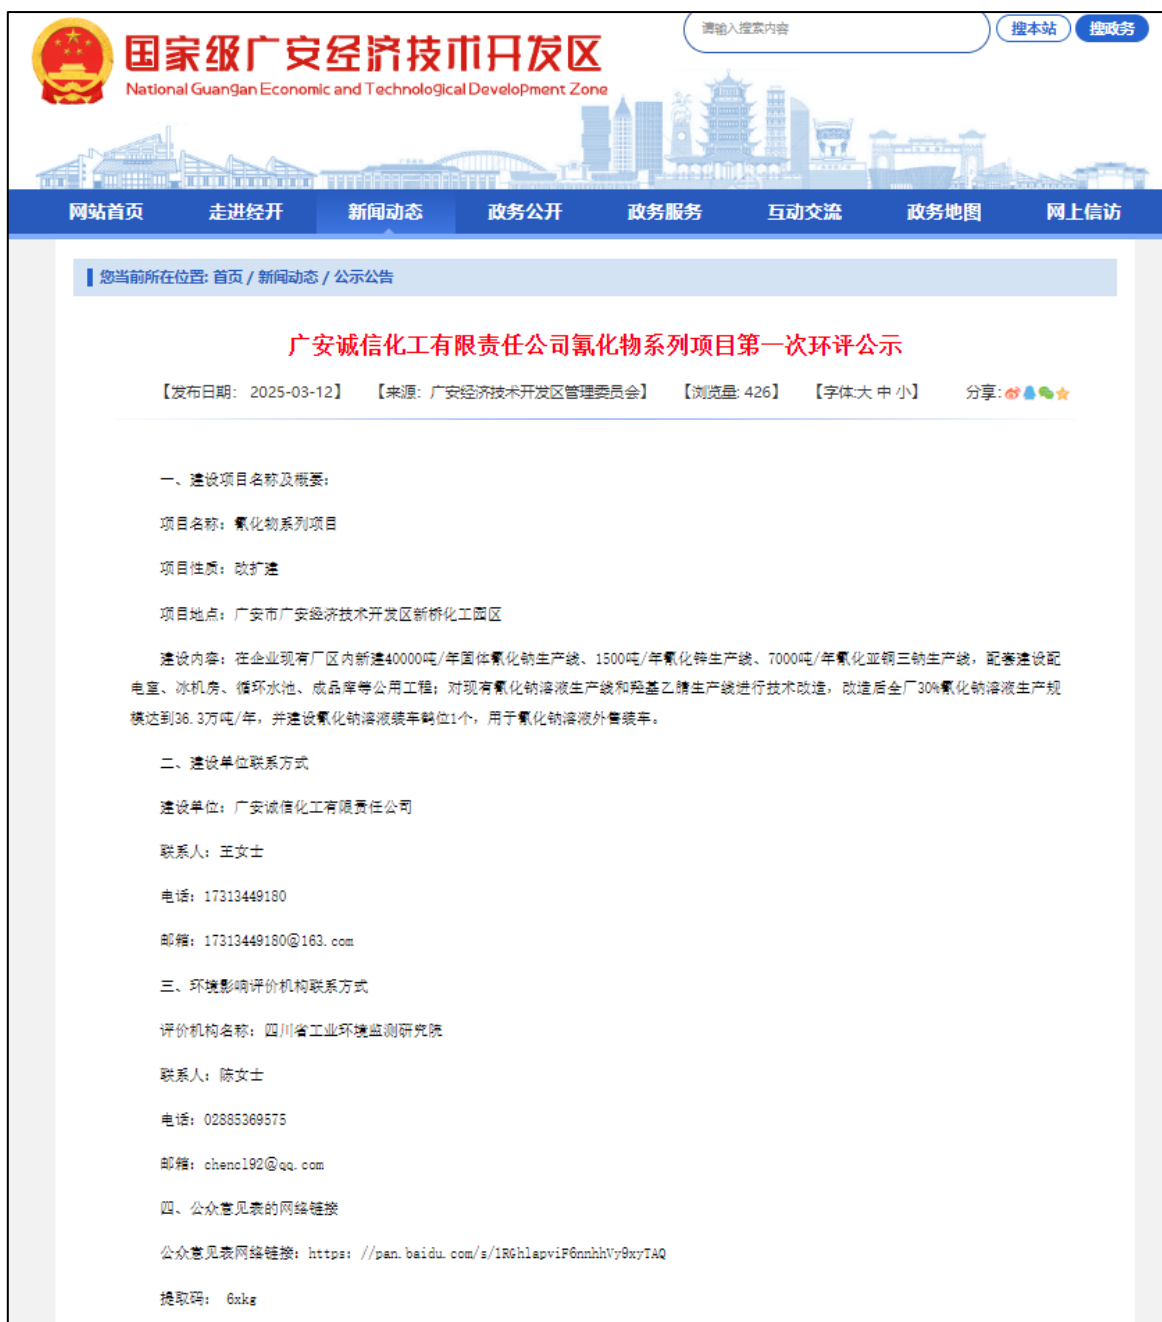 请输入搜索内容
搜本站
搜政务
国家级广安经济技术开发区
National Guangan Economic and Technological Development Zone
网站首页 走进经开 新闻动态 政务公开 政务服务 互动交流 政务地图 网上信访
您当前所在位置: 首页 / 新闻动态 / 公示公告
广安诚信化工有限责任公司氰化物系列项目第一次环评公示
【发布日期: 2025-03-12】 【来源: 广安经济技术开发区管理委员会】 【浏览量: 426】 【字体:大 中 小】 分享:
一、建设项目名称及概要:
项目名称: 氰化物系列项目
项目性质: 改扩建
项目地点: 广安市广安经济技术开发区新桥化工园区
建设内容: 在企业现有厂区内新建40000吨/年固体氰化钠生产线、1500吨/年氰化锌生产线、7000吨/年氰化亚铜三钠生产线, 配套建设配
电室、冰机房、循环水池、成品库等公用工程; 对现有氰化钠溶液生产线和羟基乙腈生产线进行技术改造, 改造后全厂30%氰化钠溶液生产规
模达到36.3万吨/年, 并建设氰化钠溶液装车鹤位1个, 用于氰化钠溶液外售装车。
二、建设单位联系方式
建设单位: 广安诚信化工有限责任公司
联系人: 王女士
电话: 17313449180
邮箱: 17313449180@163.com
三、环境影响评价机构联系方式
评价机构名称: 四川省工业环境监测研究院
联系人: 陈女士
电话: 02885369575
邮箱: chencl92@qq.com
四、公众意见表的网络链接
公众意见表网络链接: https: //pan.baidu.com/s/1RGhlapviF6nnhhVy9xyTAQ
提取码: 6xkg